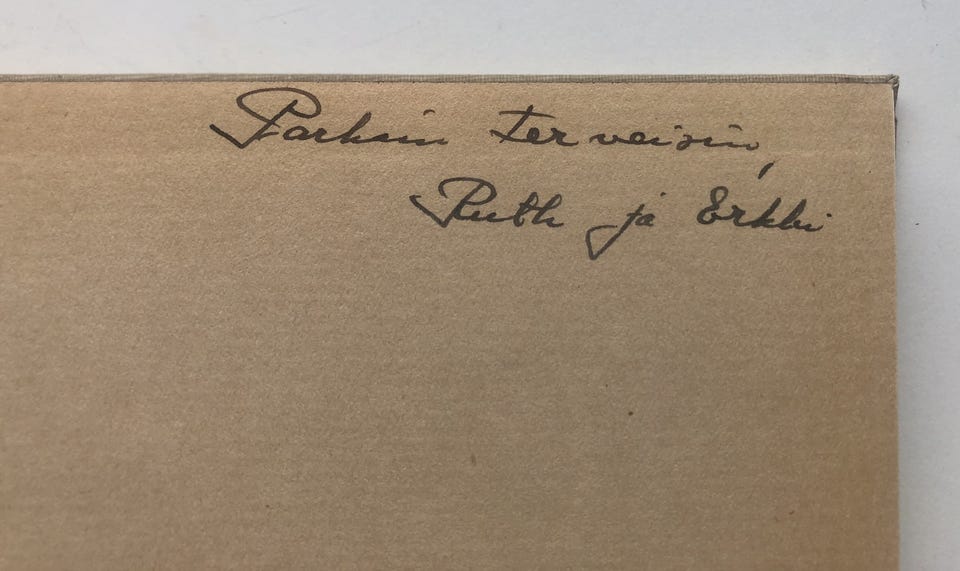 Parhain terveisin,
Ruth ja Erkki